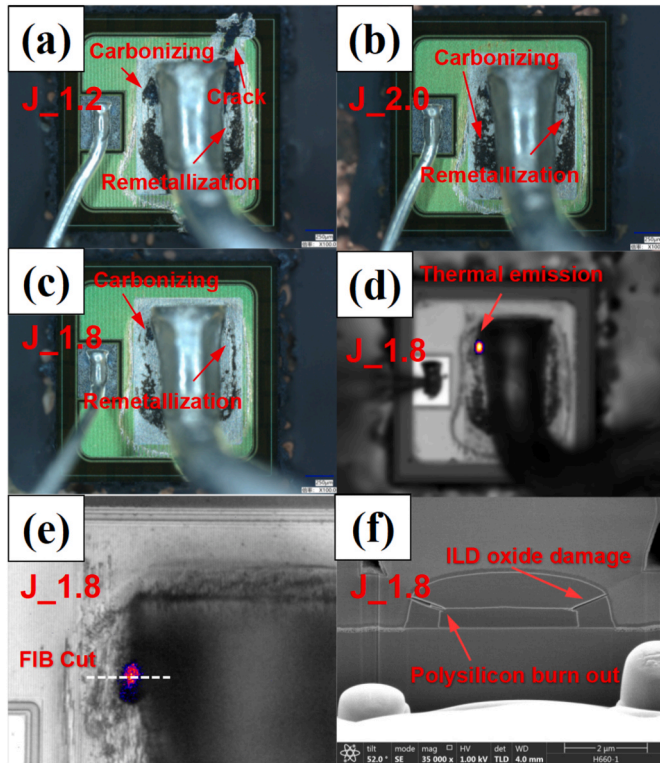 (a)
J_1.2
Carbonizing
Crack
Remetallization
(b)
J_2.0
Carbonizing
Remetallization
(c)
J_1.8
Carbonizing
Remetallization
(d)
J_1.8
Thermal emission
(e)
J_1.8
FIB Cut
(f)
J_1.8
ILD oxide damage
Polysilicon burn out
tilt mode mag HV det WD
52.0 ° SE 35 000 x 1.00 kV TLD 4.0 mm
2 µm
H660-1